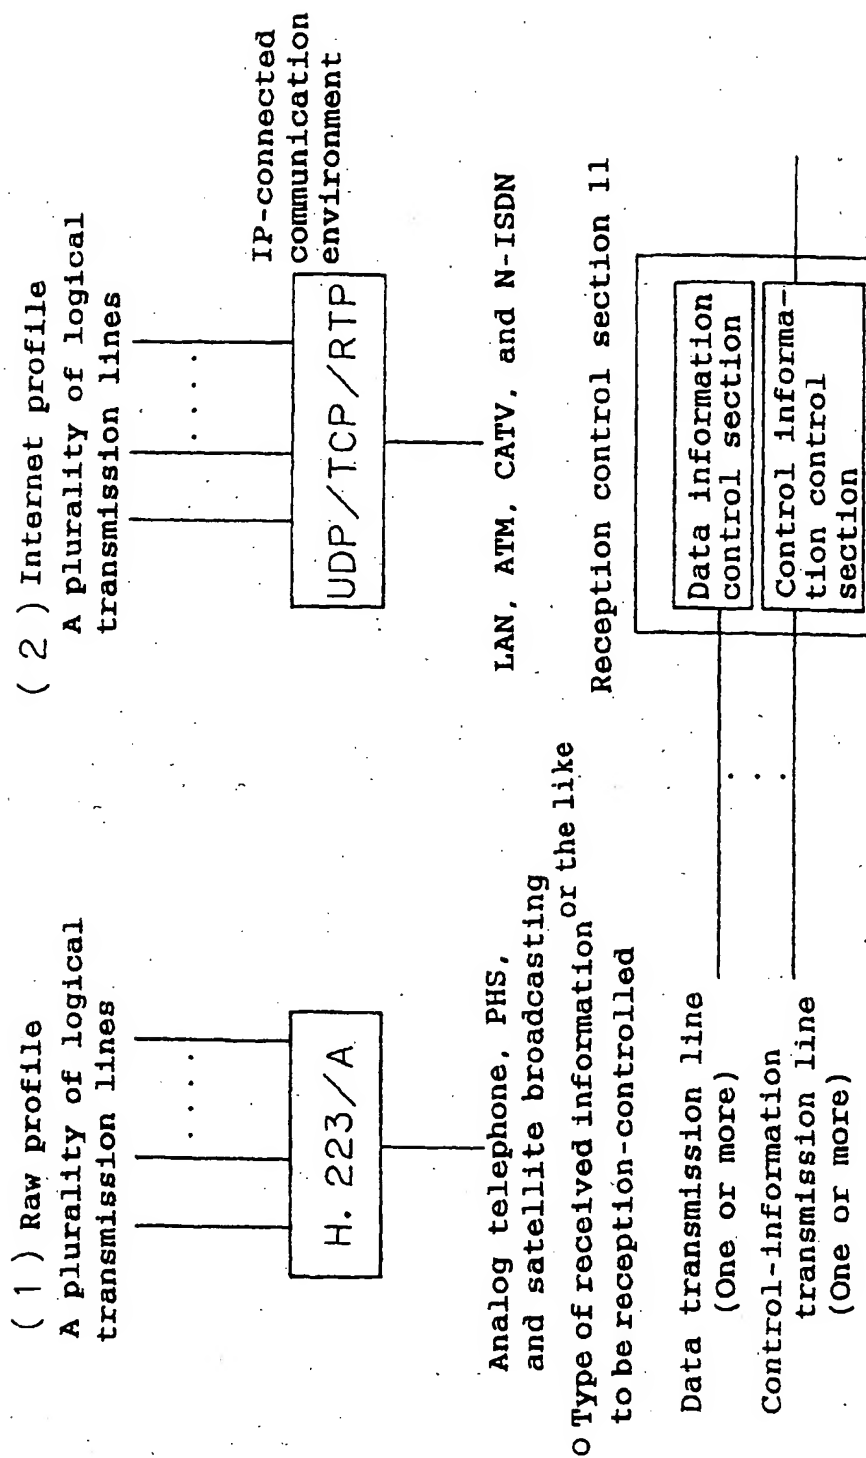 ( 1 ) Raw profile
A plurality of logical
transmission lines
. . . .
H. 223/A
Analog telephone, PHS,
and satellite broadcasting
( 2 ) Internet profile
A plurality of logical
transmission lines
. . . .
IP-connected
communication
environment
UDP/TCP/RTP
LAN, ATM, CATV, and N-ISDN
O Type of received information or the like
to be reception-controlled
Reception control section 11
Data transmission line
(One or more)
Control-information
transmission line
(One or more)
Data information
control section
Control informa-
tion control
section